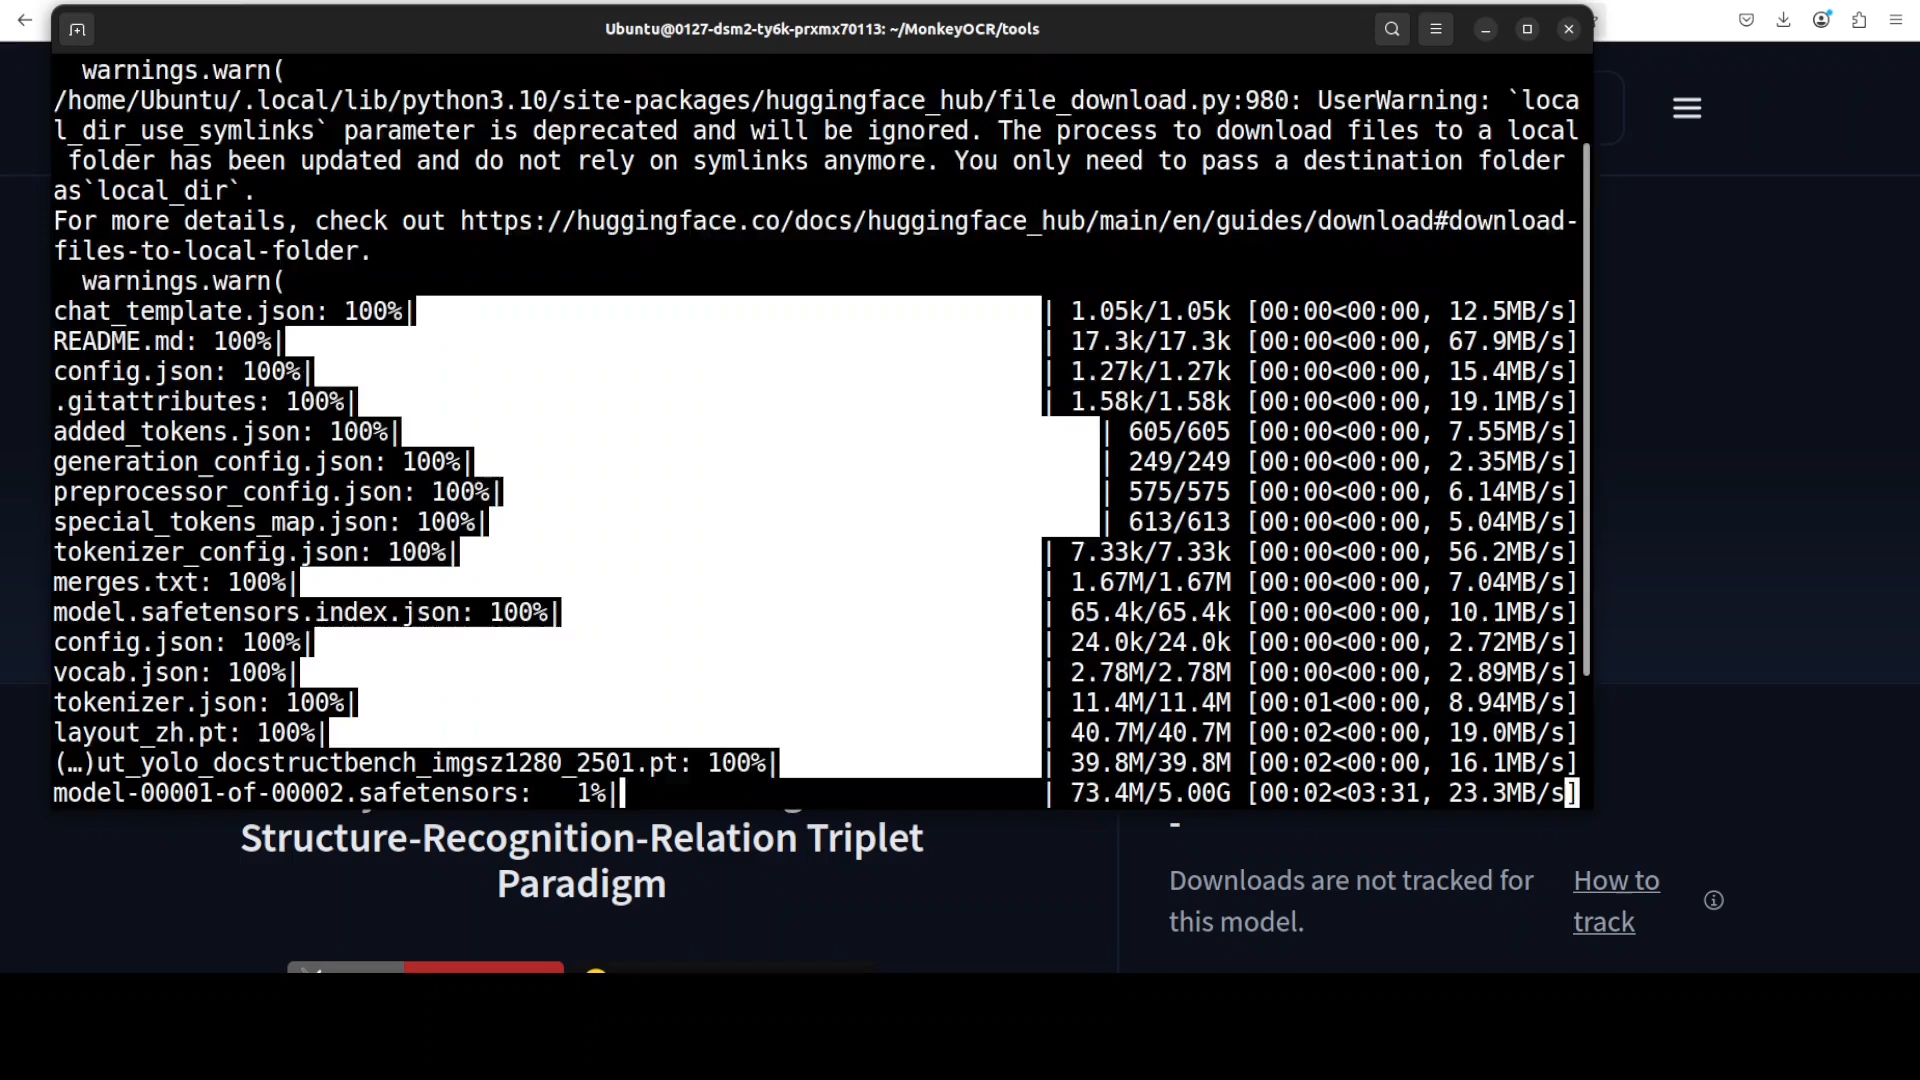 Ubuntu@0127-dsm2-ty6k-prxmx70113: ~/MonkeyOCR/tools
warnings.warn(
/home/Ubuntu/.local/lib/python3.10/site-packages/huggingface_hub/file_download.py:980: UserWarning: `loca
l_dir_use_symlinks` parameter is deprecated and will be ignored. The process to download files to a local
folder has been updated and do not rely on symlinks anymore. You only need to pass a destination folder
as`local_dir`.
For more details, check out https://huggingface.co/docs/huggingface_hub/main/en/guides/download#download-
files-to-local-folder.
warnings.warn(
chat_template.json: 100%| | 1.05k/1.05k [00:00<00:00, 12.5MB/s]
README.md: 100%| | 17.3k/17.3k [00:00<00:00, 67.9MB/s]
config.json: 100%| | 1.27k/1.27k [00:00<00:00, 15.4MB/s]
.gitattributes: 100%| | 1.58k/1.58k [00:00<00:00, 19.1MB/s]
added_tokens.json: 100%| | 605/605 [00:00<00:00, 7.55MB/s]
generation_config.json: 100%| | 249/249 [00:00<00:00, 2.35MB/s]
preprocessor_config.json: 100%| | 575/575 [00:00<00:00, 6.14MB/s]
special_tokens_map.json: 100%| | 613/613 [00:00<00:00, 5.04MB/s]
tokenizer_config.json: 100%| | 7.33k/7.33k [00:00<00:00, 56.2MB/s]
merges.txt: 100%| | 1.67M/1.67M [00:00<00:00, 7.04MB/s]
model.safetensors.index.json: 100%| | 65.4k/65.4k [00:00<00:00, 10.1MB/s]
config.json: 100%| | 24.0k/24.0k [00:00<00:00, 2.72MB/s]
vocab.json: 100%| | 2.78M/2.78M [00:00<00:00, 2.89MB/s]
tokenizer.json: 100%| | 11.4M/11.4M [00:01<00:00, 8.94MB/s]
layout_zh.pt: 100%| | 40.7M/40.7M [00:02<00:00, 19.0MB/s]
(…)ut_yolo_docstructbench_imgsz1280_2501.pt: 100%| | 39.8M/39.8M [00:02<00:00, 16.1MB/s]
model-00001-of-00002.safetensors: 1%| | 73.4M/5.00G [00:02<03:31, 23.3MB/s]
Structure-Recognition-Relation Triplet
Paradigm
-
Downloads are not tracked for
this model.
How to
track